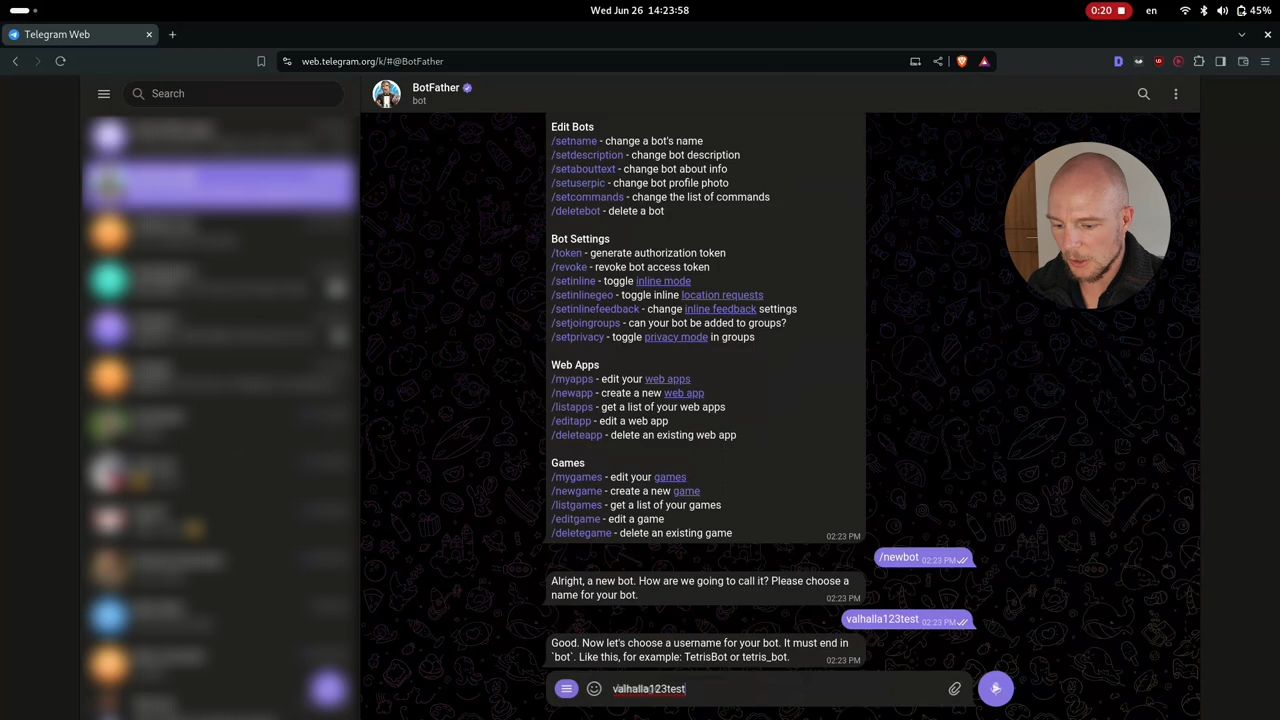 Wed Jun 26 14:23:58
0:20
en
45%
Telegram Web
web.telegram.org/k/#@BotFather
Search
BotFather
bot
Edit Bots
/setname - change a bot's name
/setdescription - change bot description
/setabouttext - change bot about info
/setuserpic - change bot profile photo
/setcommands - change the list of commands
/deletebot - delete a bot
Bot Settings
/token - generate authorization token
/revoke - revoke bot access token
/setinline - toggle inline mode
/setinlinegeo - toggle inline location requests
/setinlinefeedback - change inline feedback settings
/setjoingroups - can your bot be added to groups?
/setprivacy - toggle privacy mode in groups
Web Apps
/myapps - edit your web apps
/newapp - create a new web app
/listapps - get a list of your web apps
/editapp - edit a web app
/deleteapp - delete an existing web app
Games
/mygames - edit your games
/newgame - create a new game
/listgames - get a list of your games
/editgame - edit a game
/deletegame - delete an existing game
02:23 PM
/newbot 02:23 PM
Alright, a new bot. How are we going to call it? Please choose a
name for your bot.
02:23 PM
valhalla123test 02:23 PM
Good. Now let's choose a username for your bot. It must end in
`bot`. Like this, for example: TetrisBot or tetris_bot.
02:23 PM
valhalla123test